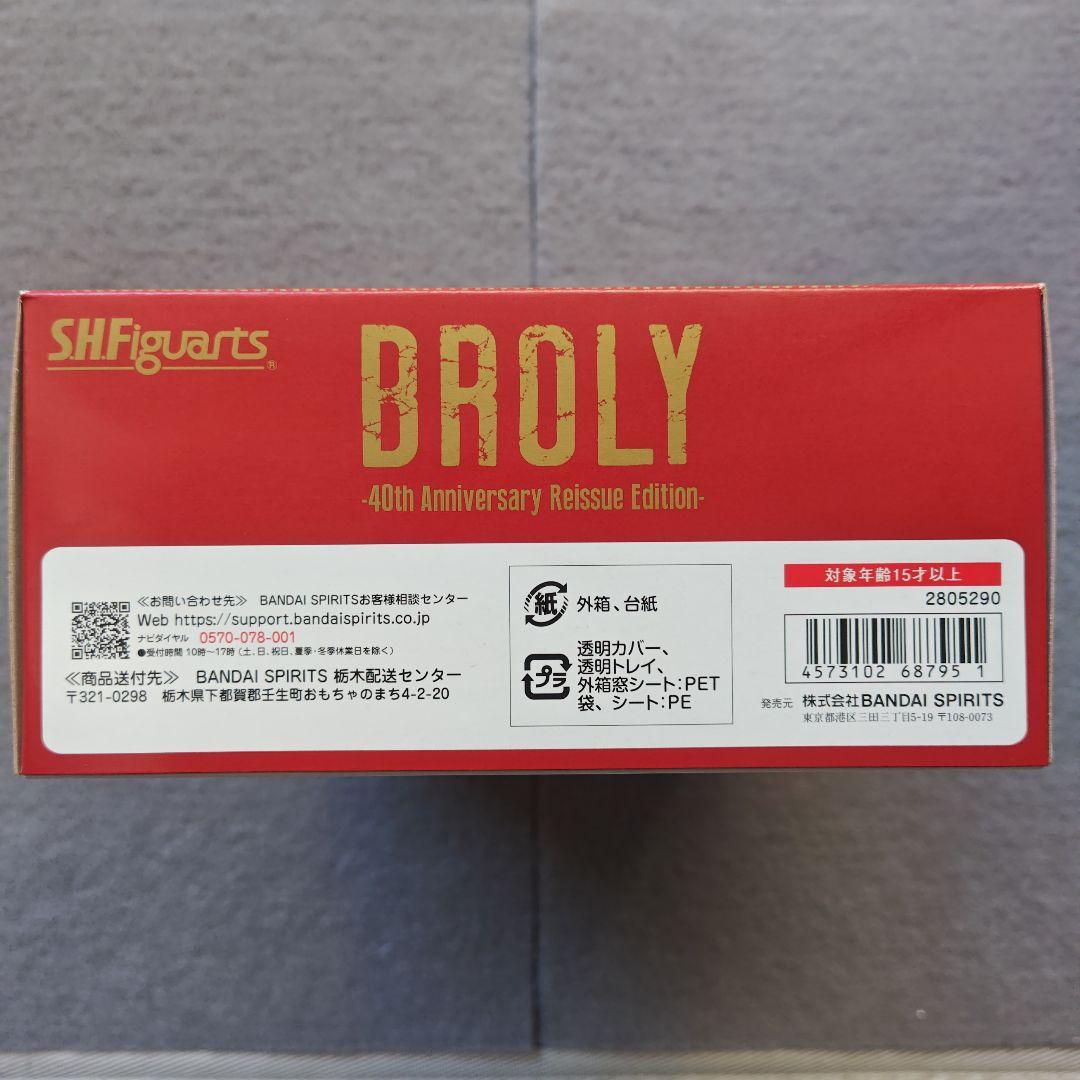 S.H.Figuarts®
BROLY
-40th Anniversary Reissue Edition-
≪お問い合わせ先≫ BANDAI SPIRITSお客様相談センター
Web https://support.bandaispirits.co.jp
ナビダイヤル 0570-078-001
●受付時間 10時〜17時(土、日、祝日、夏季・冬季休業日を除く)
≪商品送付先≫ BANDAI SPIRITS 栃木配送センター
〒321-0298 栃木県下都賀郡壬生町おもちゃのまち4-2-20
紙 外箱、台紙
プラ
透明カバー、
透明トレイ、
外箱窓シート:PET
袋、シート:PE
対象年齢15才以上
2805290
4573102 68795 1
発売元 株式会社BANDAI SPIRITS
東京都港区三田三丁目5-19 〒108-0073